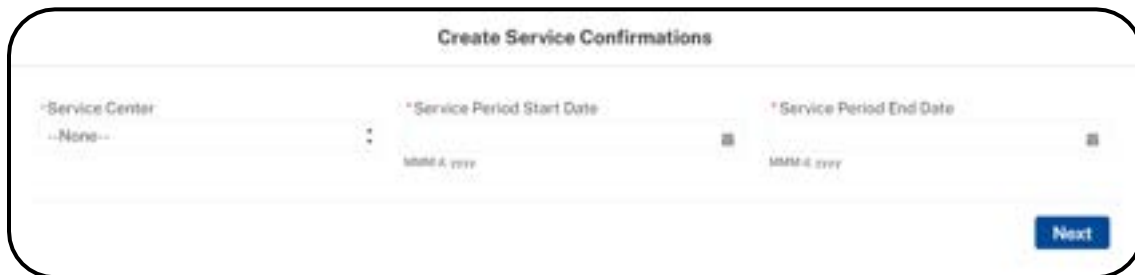 Create Service Confirmations
*Service Center
*Service Period Start Date
*Service Period End Date
--None--
MMM d, yyyy
MMM d, yyyy
Next